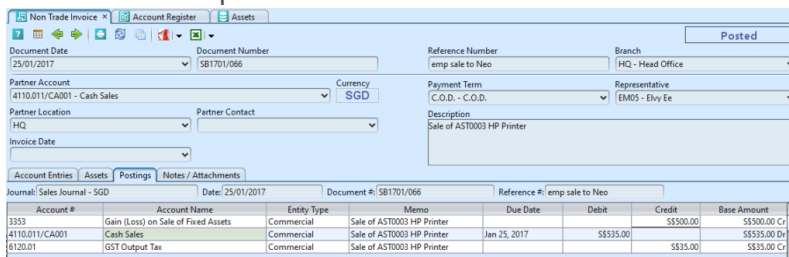 Non Trade Invoice × Account Register Assets
Posted
Document Date Document Number Reference Number Branch
25/01/2017 SB1701/066 emp sale to Neo HQ - Head Office
Partner Account Currency Payment Term Representative
4110.011/CA001 - Cash Sales SGD C.O.D. - C.O.D. EM05 - Elvy Ee
Partner Location Partner Contact Description
HQ Sale of AST0003 HP Printer
Invoice Date
Account Entries Assets Postings Notes / Attachments
Journal: Sales Journal - SGD Date: 25/01/2017 Document #: SB1701/066 Reference #: emp sale to Neo
Account # Account Name Entity Type Memo Due Date Debit Credit Base Amount
3353 Gain (Loss) on Sale of Fixed Assets Commercial Sale of AST0003 HP Printer S$500.00 S$500.00 Cr
4110.011/CA001 Cash Sales Commercial Sale of AST0003 HP Printer Jan 25, 2017 S$535.00 S$535.00 Dr
6120.01 GST Output Tax Commercial Sale of AST0003 HP Printer S$35.00 S$35.00 Cr